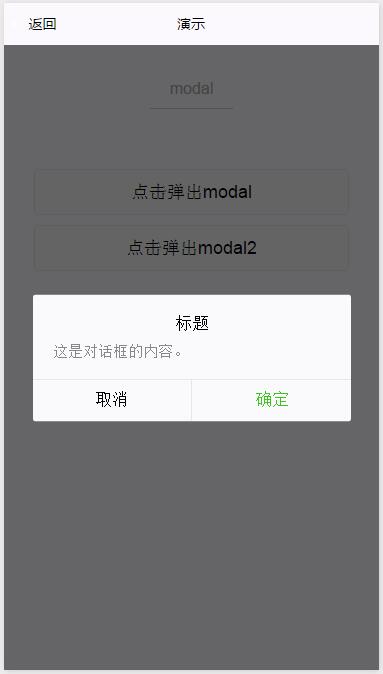 返回 演示
modal
点击弹出modal
点击弹出modal2
标题
这是对话框的内容。
取消 确定